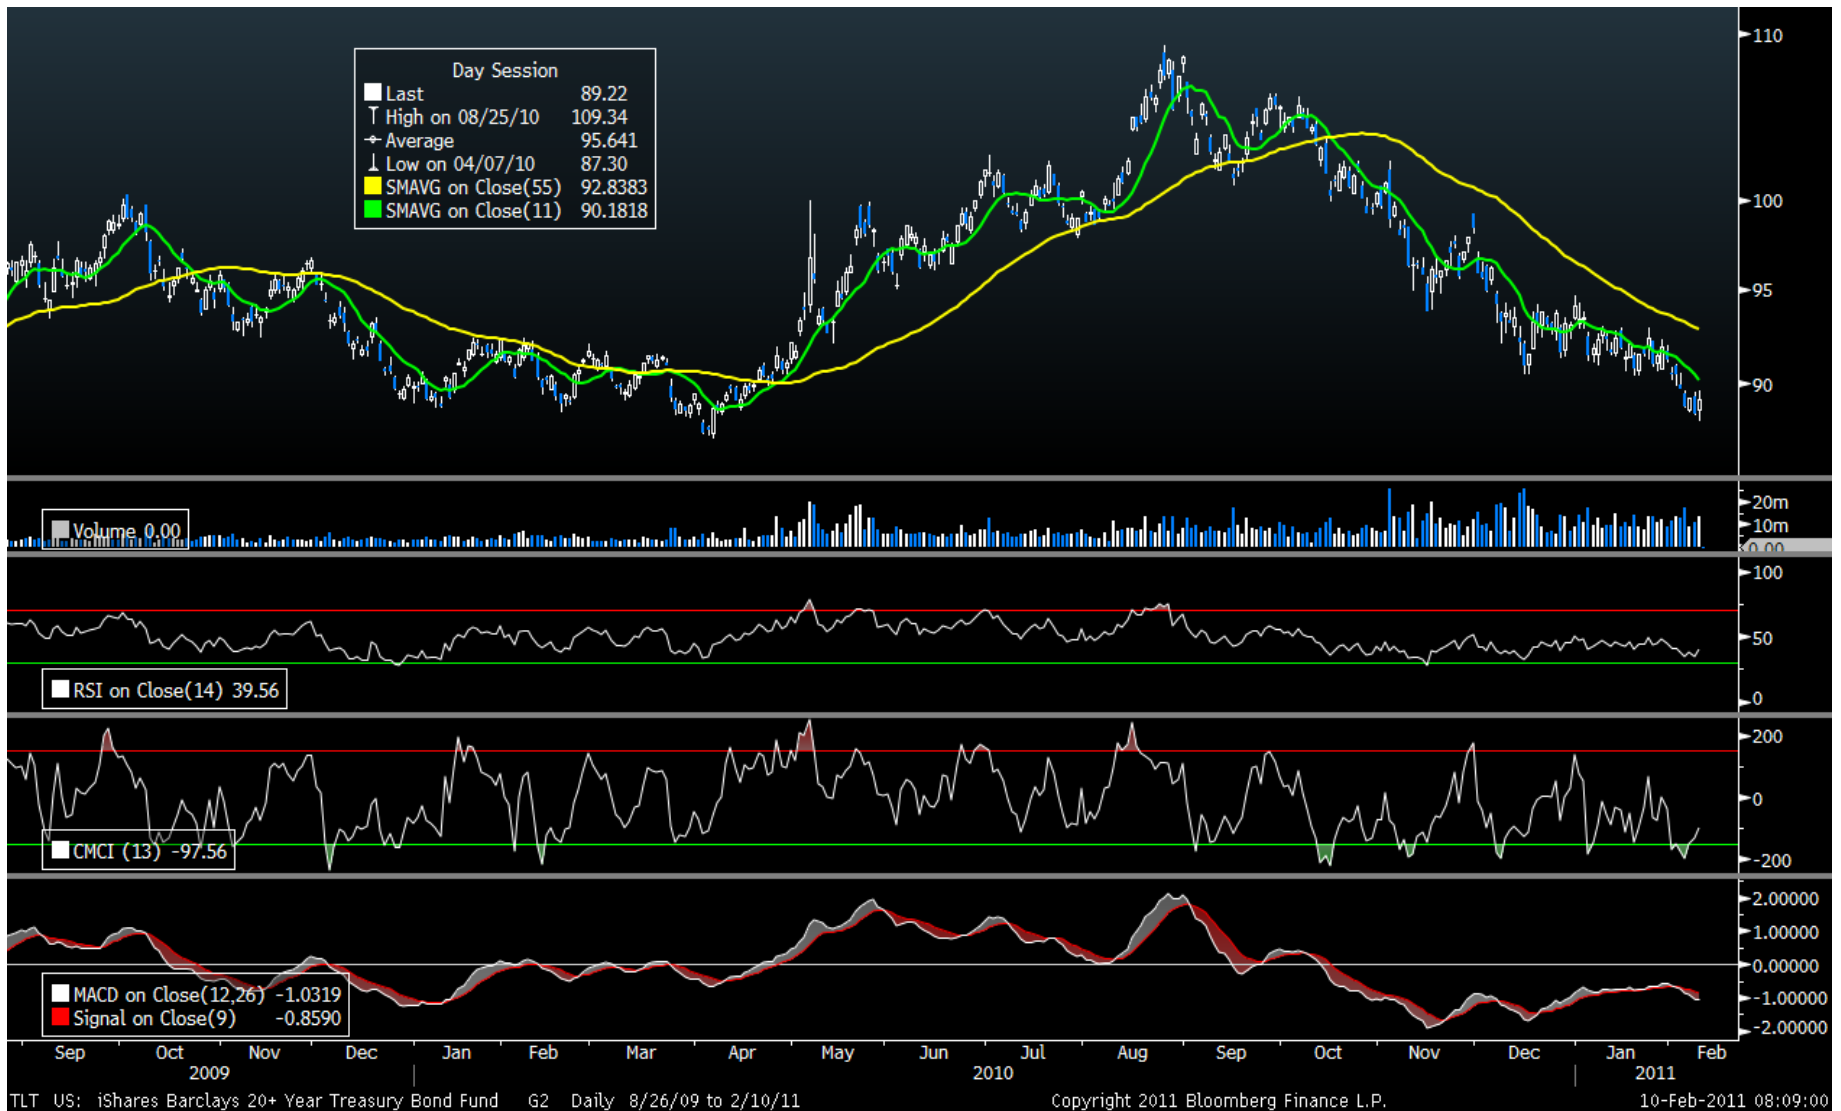 Day Session
Last 89.22
High on 08/25/10 109.34
Average 95.641
Low on 04/07/10 87.30
SMAVG on Close(55) 92.8383
SMAVG on Close(11) 90.1818
110
100
95
90
Volume 0.00
20m
10m
0.00
100
50
0
RSI on Close(14) 39.56
200
0
-200
CMCI (13) -97.56
2.00000
1.00000
0.00000
-1.00000
-2.00000
MACD on Close(12,26) -1.0319
Signal on Close(9) -0.8590
Sep Oct Nov Dec Jan Feb Mar Apr May Jun Jul Aug Sep Oct Nov Dec Jan Feb
2009 2010 2011
TLT US: iShares Barclays 20+ Year Treasury Bond Fund G2 Daily 8/26/09 to 2/10/11 Copyright 2011 Bloomberg Finance L.P. 10-Feb-2011 08:09:00